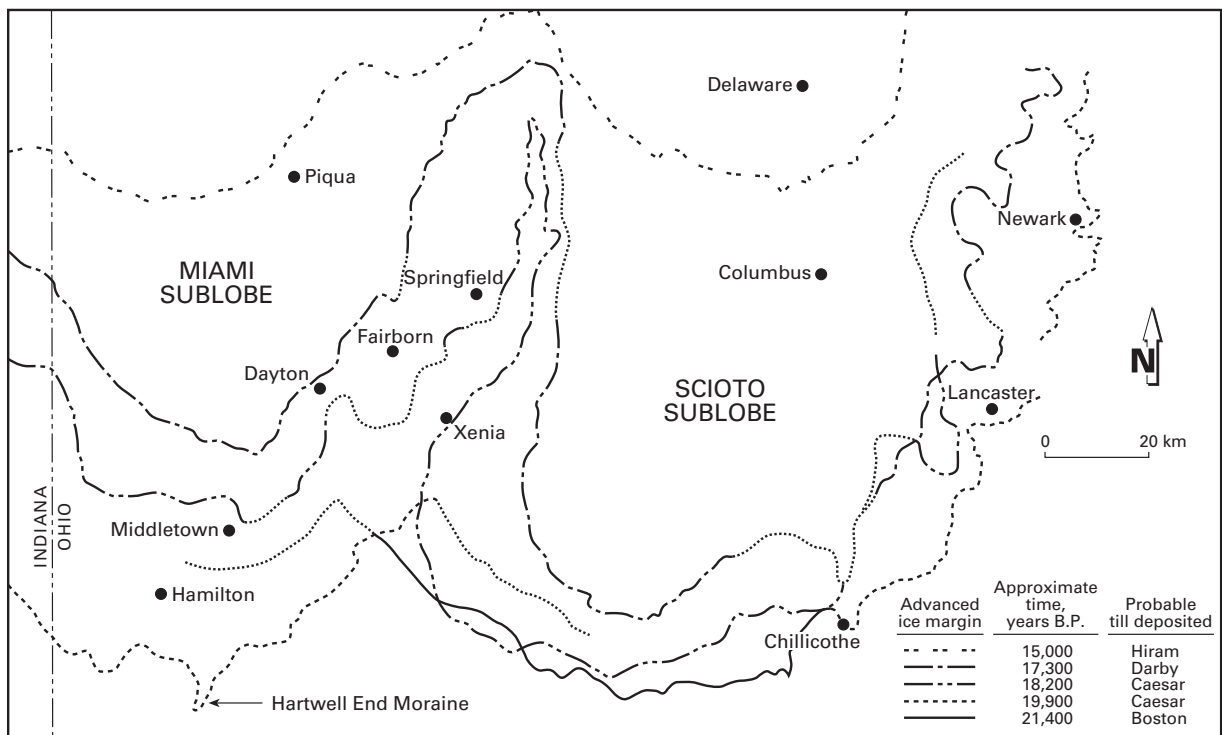 Delaware
Piqua
Newark
MIAMI
SUBLOBE
Columbus
Springfield
Fairborn
N
Dayton
SCIOTO
SUBLOBE
Lancaster
Xenia
0 20 km
INDIANA
OHIO
Middletown
Hamilton
Chillicothe
Hartwell End Moraine
Advanced
ice margin
Approximate
time,
years B.P.
Probable
till deposited
15,000 Hiram
17,300 Darby
18,200 Caesar
19,900 Caesar
21,400 Boston